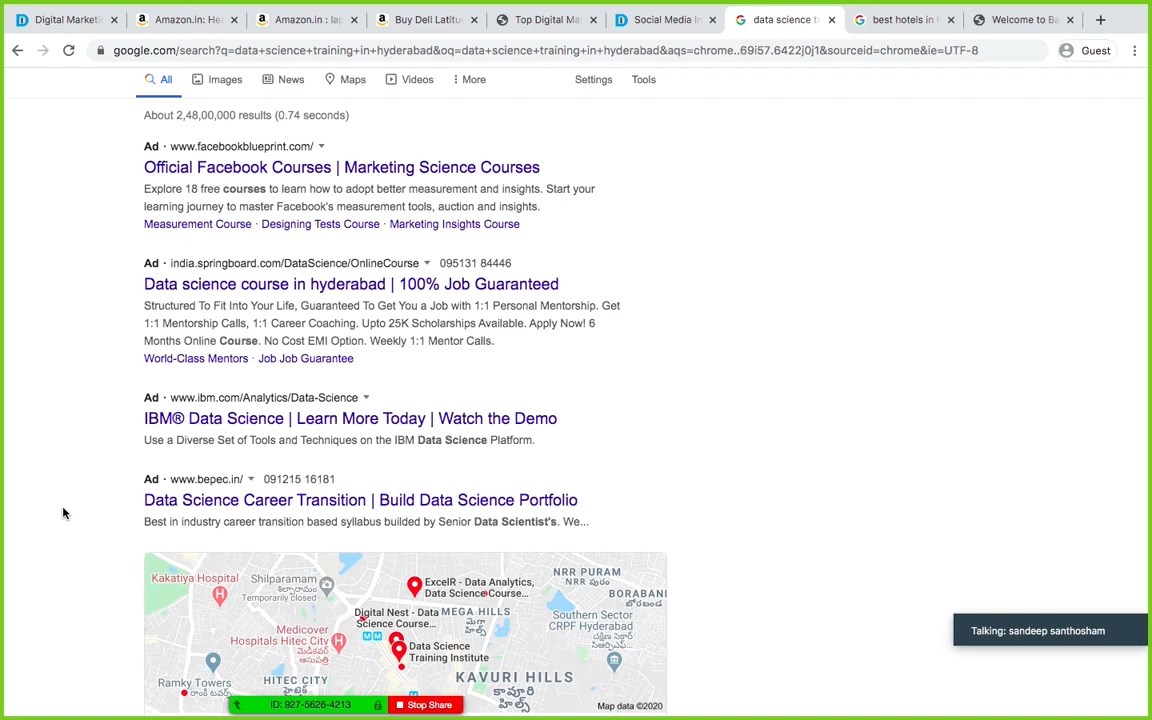 Digital Marketi
Amazon.in: He
Amazon.in : lap
Buy Dell Latitu
Top Digital Ma
Social Media In
data science t
best hotels in h
Welcome to Ba
google.com/search?q=data+science+training+in+hyderabad&oq=data+science+training+in+hyderabad&aqs=chrome..69i57.6422j0j1&sourceid=chrome&ie=UTF-8
Guest
All Images News Maps Videos More Settings Tools
About 2,48,00,000 results (0.74 seconds)
Ad · www.facebookblueprint.com/
Official Facebook Courses | Marketing Science Courses
Explore 18 free courses to learn how to adopt better measurement and insights. Start your
learning journey to master Facebook's measurement tools, auction and insights.
Measurement Course · Designing Tests Course · Marketing Insights Course
Ad · india.springboard.com/DataScience/OnlineCourse 095131 84446
Data science course in hyderabad | 100% Job Guaranteed
Structured To Fit Into Your Life, Guaranteed To Get You a Job with 1:1 Personal Mentorship. Get
1:1 Mentorship Calls, 1:1 Career Coaching. Upto 25K Scholarships Available. Apply Now! 6
Months Online Course. No Cost EMI Option. Weekly 1:1 Mentor Calls.
World-Class Mentors · Job Job Guarantee
Ad · www.ibm.com/Analytics/Data-Science
IBM® Data Science | Learn More Today | Watch the Demo
Use a Diverse Set of Tools and Techniques on the IBM Data Science Platform.
Ad · www.bepec.in/ 091215 16181
Data Science Career Transition | Build Data Science Portfolio
Best in industry career transition based syllabus builded by Senior Data Scientist's. We...
Kakatiya Hospital
Shilparamam
Temporarily closed
ExcelR - Data Analytics,
Data Science Course...
NRR PURAM
NRR పురం
BORABAND
బోరబండ
Digital Nest - Data
Science Course...
MEGA HILLS
మెగా
హిల్స్
Southern Sector
CRPF Hyderabad
దక్షిణ సెక్టార్
Medicover
Hospitals Hitec City
మెడికవర్
Data Science
Training Institute
Ramky Towers
రాంకీ టవర్స్
HITEC CITY
KAVURI HILLS
కావూరి
హిల్స్
Map data ©2020
Talking: sandeep santhosham
ID: 927-5626-4213
Stop Share